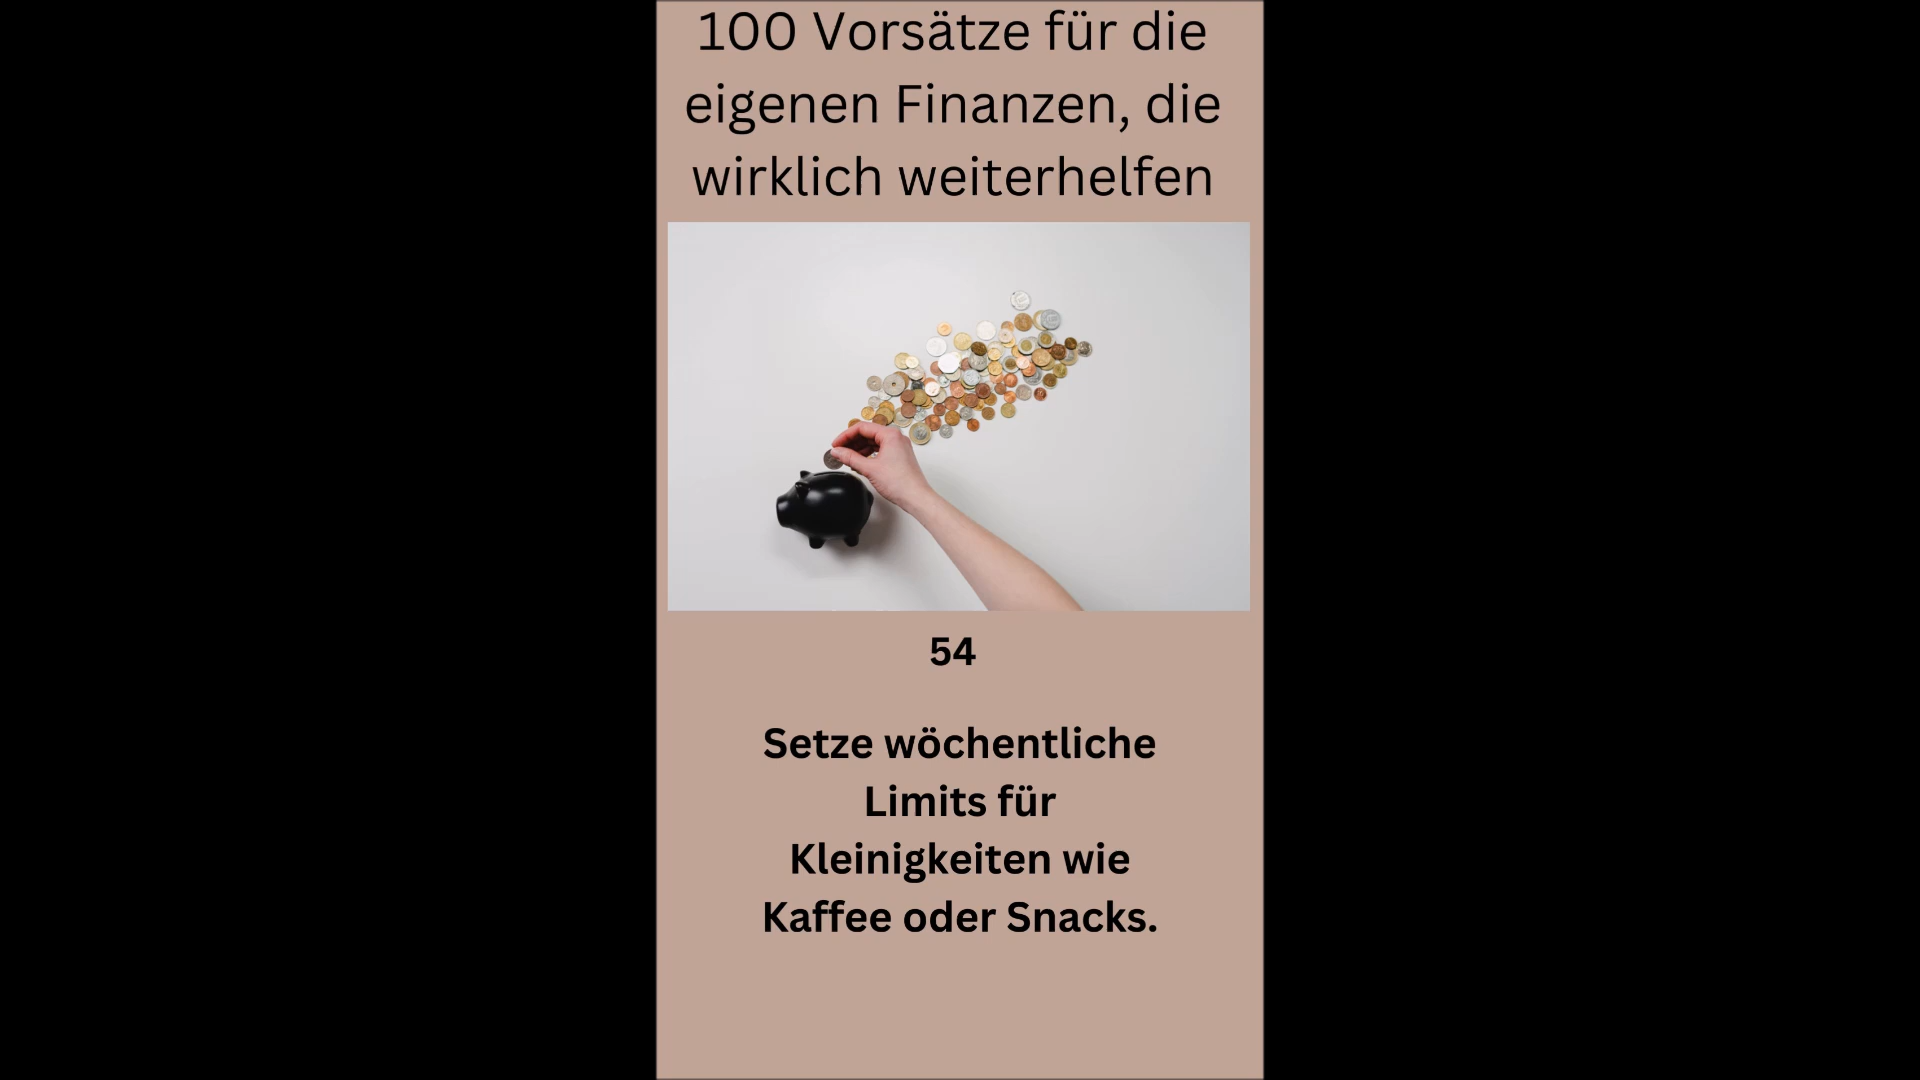 100 Vorsätze für die
eigenen Finanzen, die
wirklich weiterhelfen
54
Setze wöchentliche
Limits für
Kleinigkeiten wie
Kaffee oder Snacks.